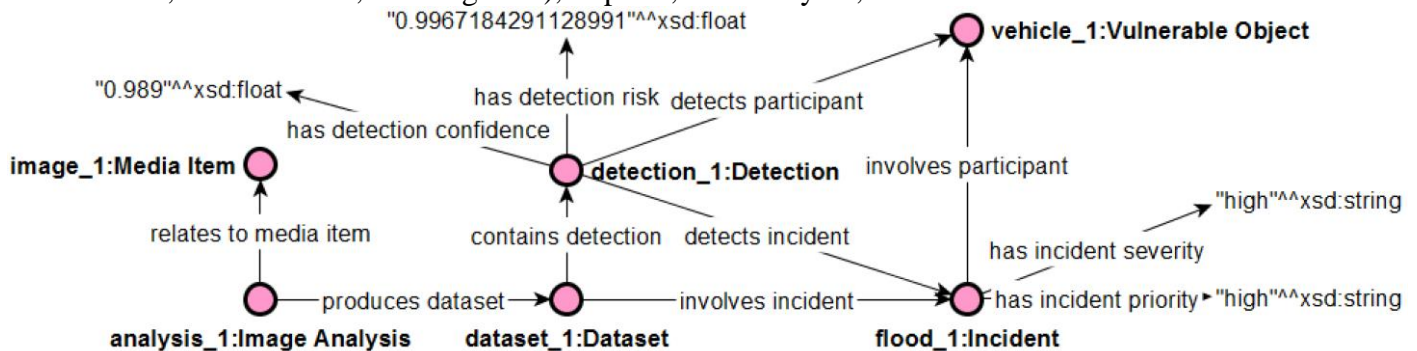 "0.9967184291128991"^^xsd:float
vehicle_1:Vulnerable Object
"0.989"^^xsd:float
has detection risk
detects participant
has detection confidence
image_1:Media Item
detection_1:Detection
involves participant
"high"^^xsd:string
relates to media item
contains detection
detects incident
has incident severity
produces dataset
involves incident
has incident priority
"high"^^xsd:string
analysis_1:Image Analysis
dataset_1:Dataset
flood_1:Incident